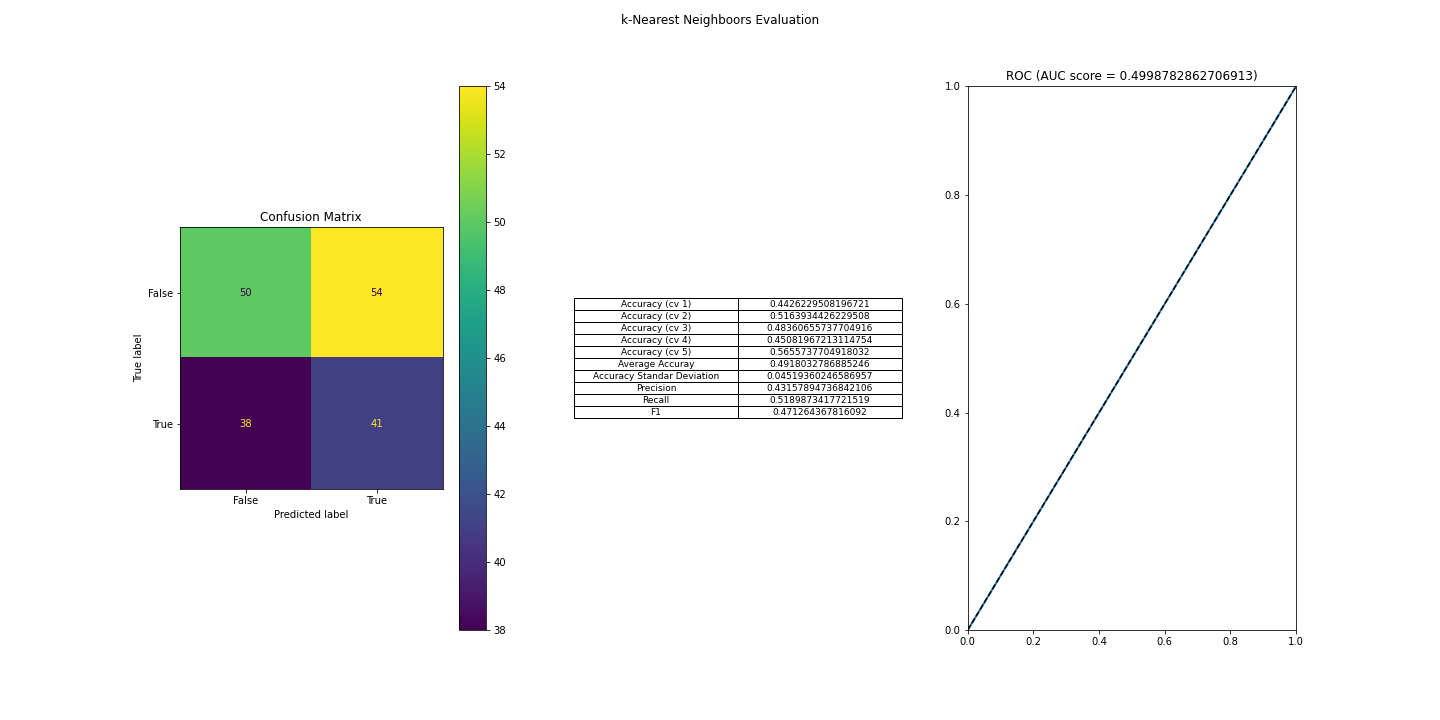 k-Nearest Neighboors Evaluation
Confusion Matrix
50 54
38 41
False
True
True label
False True
Predicted label
54
52
50
48
46
44
42
40
38
Accuracy (cv 1) 0.4426229508196721
Accuracy (cv 2) 0.5163934426229508
Accuracy (cv 3) 0.48360655737704916
Accuracy (cv 4) 0.45081967213114754
Accuracy (cv 5) 0.5655737704918032
Average Accuray 0.4918032786885246
Accuracy Standar Deviation 0.04519360246586957
Precision 0.43157894736842106
Recall 0.5189873417721519
F1 0.471264367816092
ROC (AUC score = 0.4998782862706913)
1.0
0.8
0.6
0.4
0.2
0.0
0.0 0.2 0.4 0.6 0.8 1.0